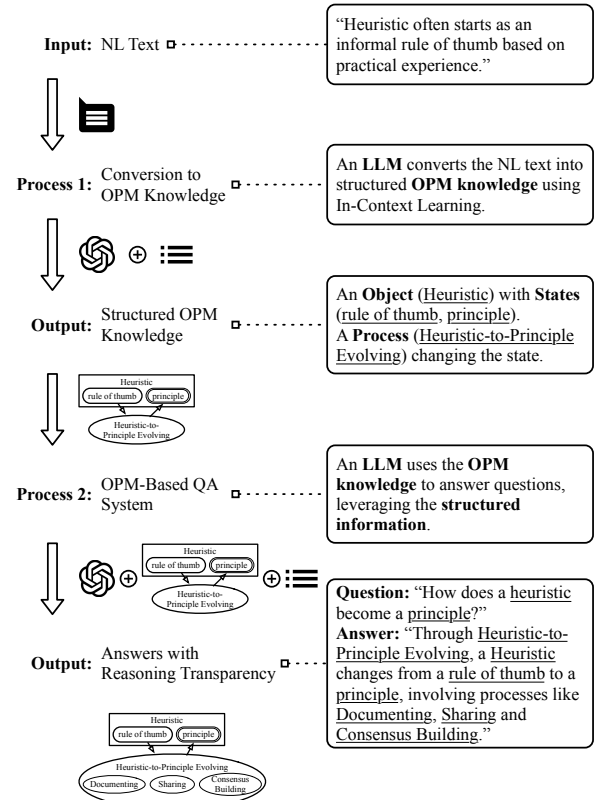 Input: NL Text
“Heuristic often starts as an
informal rule of thumb based on
practical experience.”
Process 1: Conversion to
OPM Knowledge
An LLM converts the NL text into
structured OPM knowledge using
In-Context Learning.
Output: Structured OPM
Knowledge
An Object (Heuristic) with States
(rule of thumb, principle).
A Process (Heuristic-to-Principle
Evolving) changing the state.
Heuristic
rule of thumb principle
Heuristic-to-
Principle Evolving
Process 2: OPM-Based QA
System
An LLM uses the OPM
knowledge to answer questions,
leveraging the structured
information.
Heuristic
rule of thumb principle
Heuristic-to-
Principle Evolving
Output: Answers with
Reasoning Transparency
Question: “How does a heuristic
become a principle?”
Answer: “Through Heuristic-to-
Principle Evolving, a Heuristic
changes from a rule of thumb to a
principle, involving processes like
Documenting, Sharing and
Consensus Building.”
Heuristic
rule of thumb principle
Heuristic-to-Principle Evolving
Documenting Sharing Consensus
Building